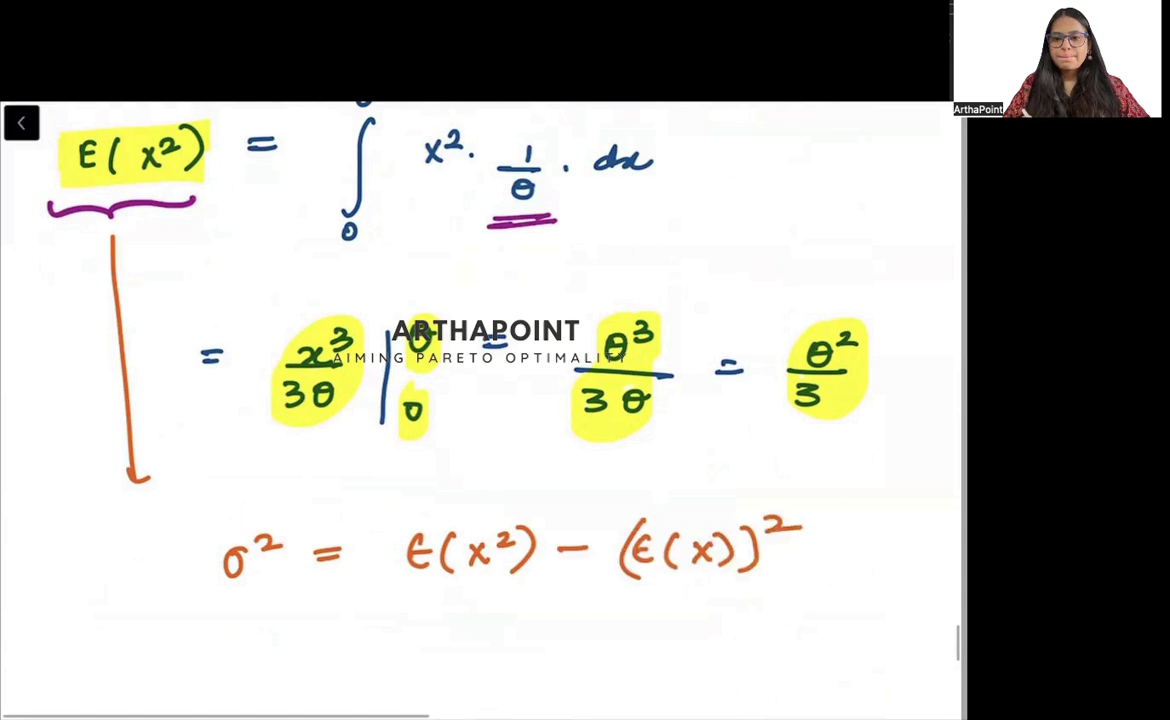 ArthaPoint
E( x²) = ∫₀ x² · 1/θ · dx
= x³/3θ |₀^θ = θ³/3θ = θ²/3
ARTHAPOINT
AIMING PARETO OPTIMALITY
σ² = E(x²) − (E(x))²